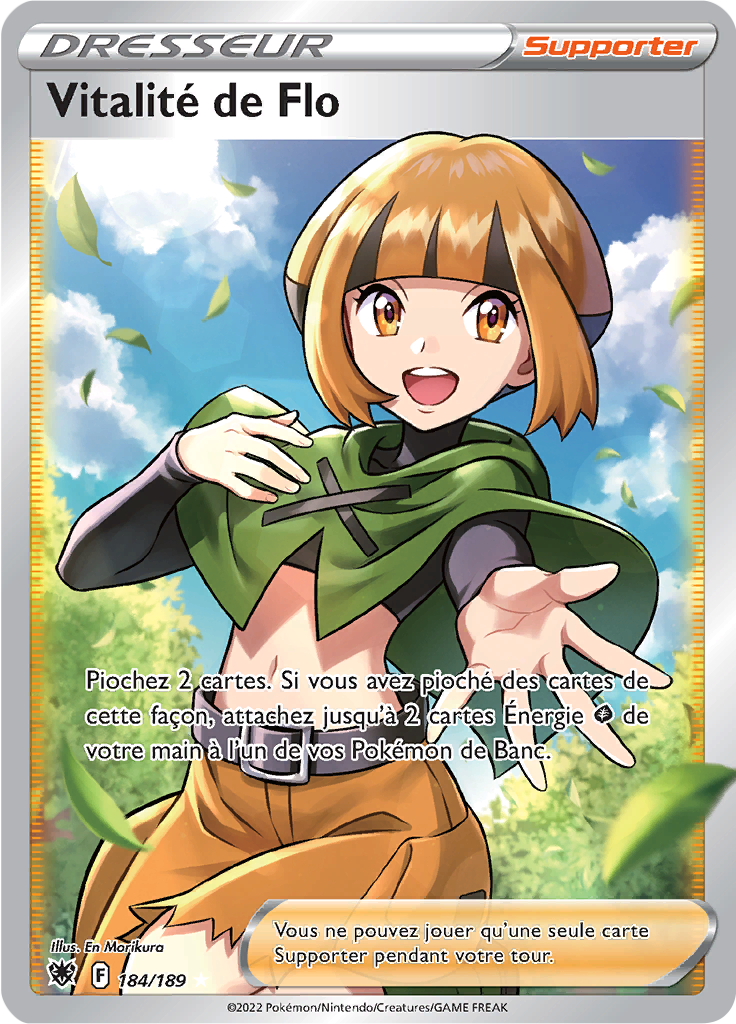 DRESSEUR
Supporter
Vitalité de Flo
Piochez 2 cartes. Si vous avez pioché des cartes de
cette façon, attachez jusqu'à 2 cartes Énergie de
votre main à l'un de vos Pokémon de Banc.
Vous ne pouvez jouer qu'une seule carte
Supporter pendant votre tour.
Illus. En Morikura
F 184/189
©2022 Pokémon/Nintendo/Creatures/GAME FREAK